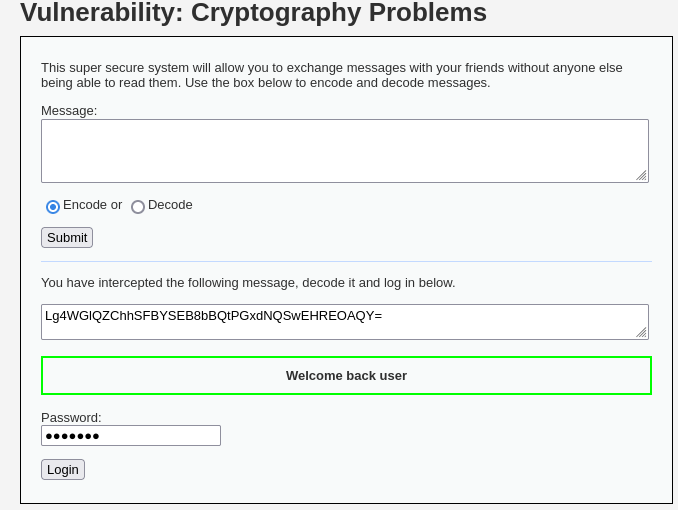 Vulnerability: Cryptography Problems
This super secure system will allow you to exchange messages with your friends without anyone else
being able to read them. Use the box below to encode and decode messages.
Message:
Encode or Decode
Submit
You have intercepted the following message, decode it and log in below.
Lg4WGlQZChhSFBYSEB8bBQtPGxdNQSwEHREOAQY=
Welcome back user
Password:
●●●●●●●
Login